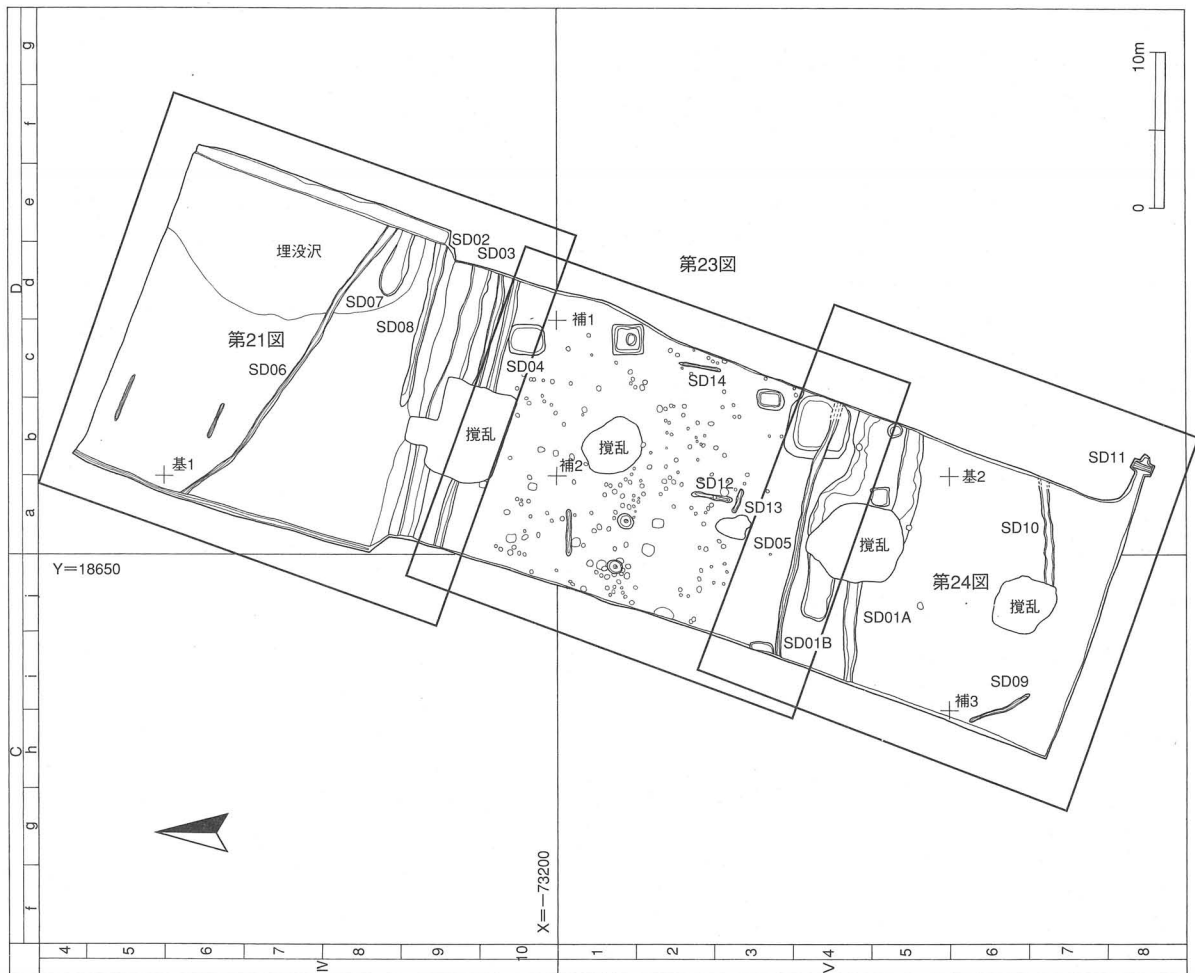 g
f
e
D
d
c
b
a
j
i
C
h
g
f
10m
0
埋没沢
SD02
SD03
第23図
SD07
SD08
第21図
SD06
SD04
補1
SD14
撹乱
撹乱
基1
補2
SD12
SD13
SD05
撹乱
基2
SD11
SD10
Y=18650
第24図
撹乱
SD01A
SD01B
SD09
補3
X=−73200
4
5
6
7
8
9
10
1
2
3
4
5
6
7
8
Ⅳ
Ⅴ